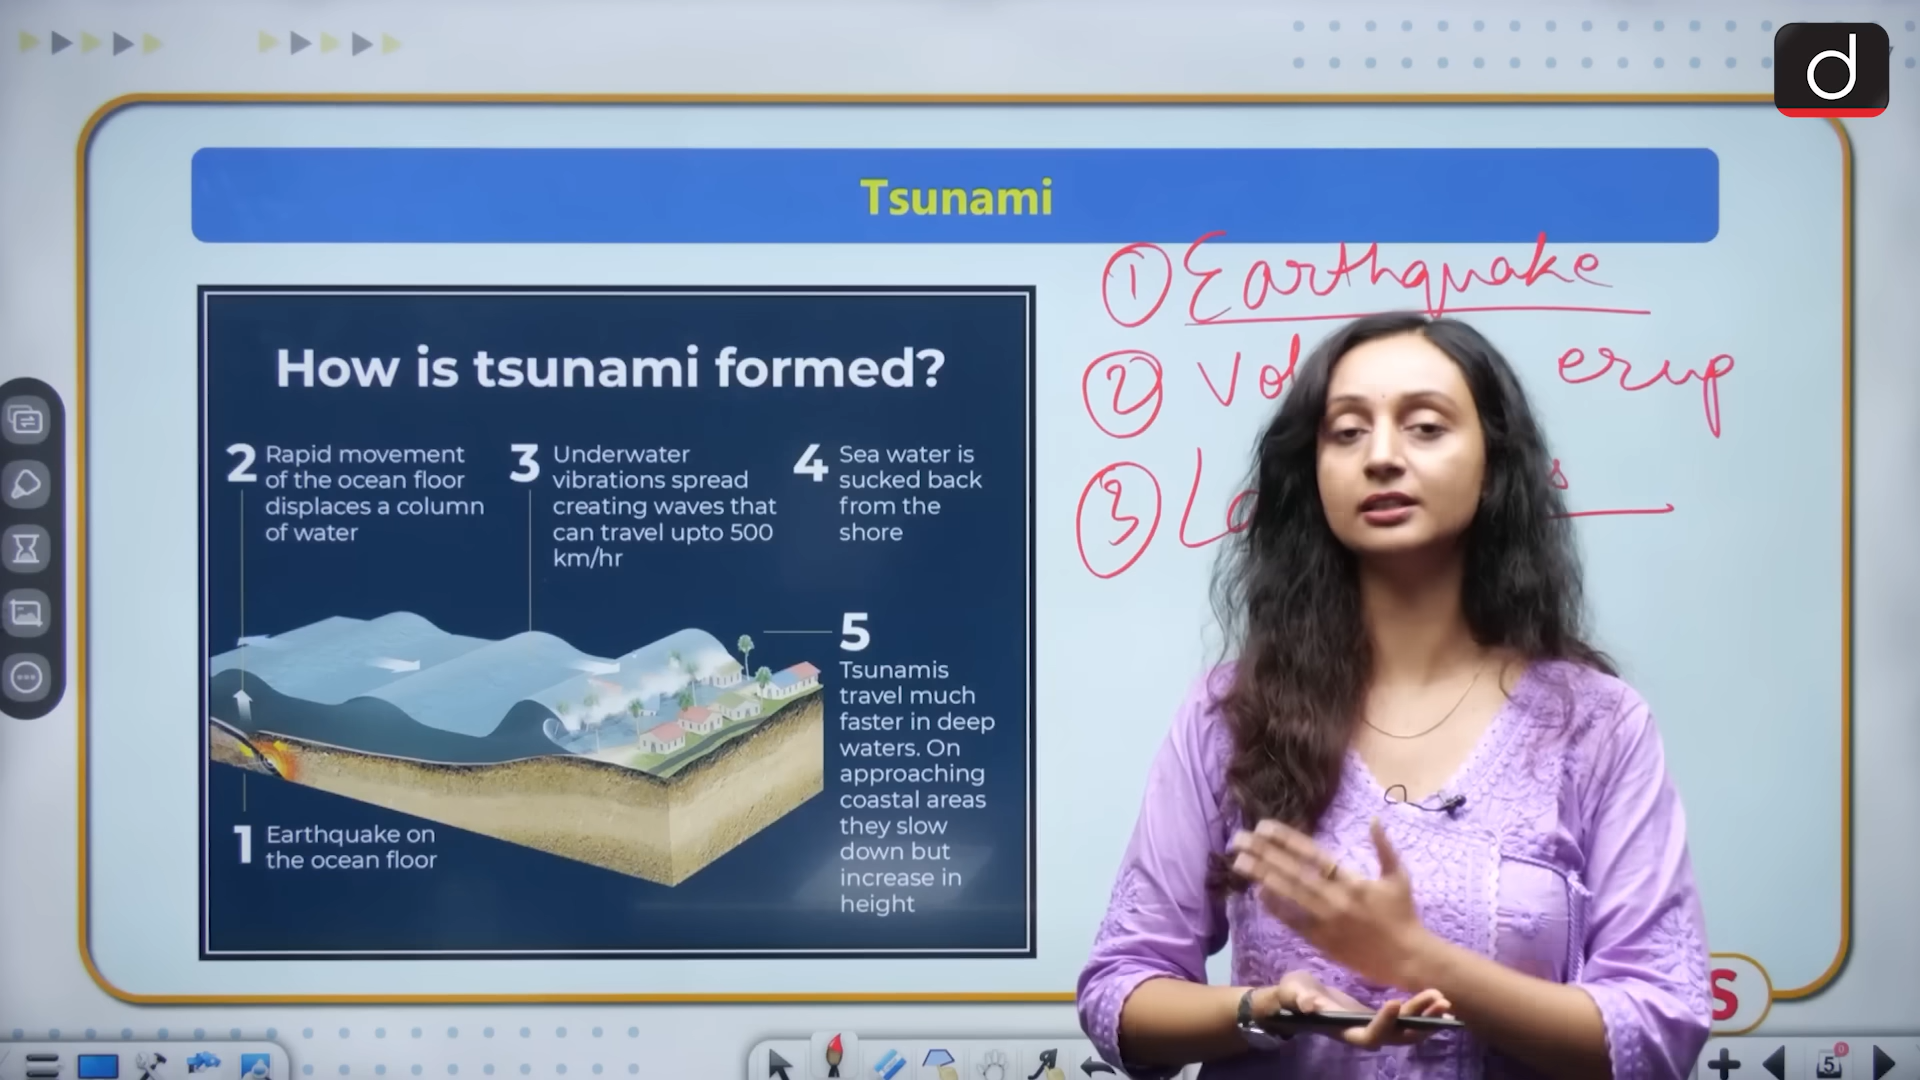 d
Tsunami
① Earthquake
②
erup
③
How is tsunami formed?
2 Rapid movement
of the ocean floor
displaces a column
of water
3 Underwater
vibrations spread
creating waves that
can travel upto 500
km/hr
4 Sea water is
sucked back
from the
shore
5
Tsunamis
travel much
faster in deep
waters. On
approaching
coastal areas
they slow
down but
increase in
height
1 Earthquake on
the ocean floor
S
5
0